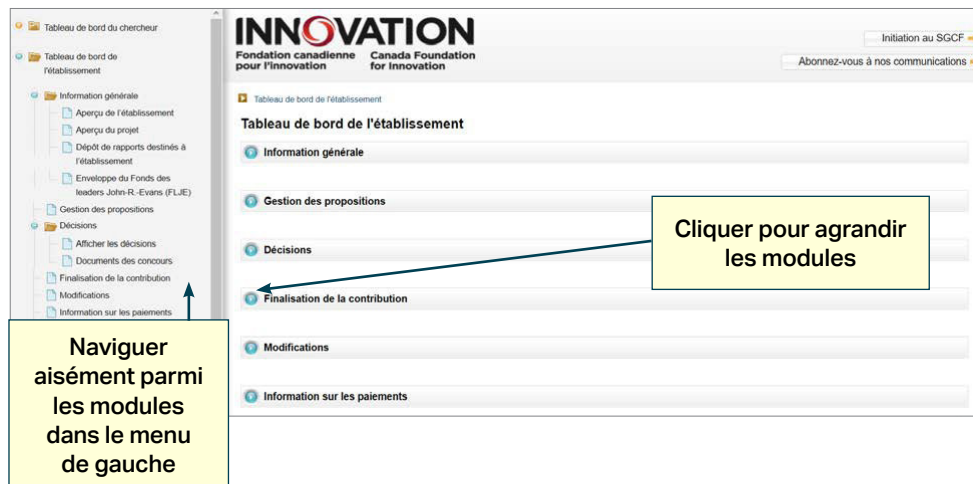 Tableau de bord du chercheur
Tableau de bord de
l'établissement
Information générale
Aperçu de l'établissement
Aperçu du projet
Dépôt de rapports destinés à
l'établissement
Enveloppe du Fonds des
leaders John-R.-Evans (FLJE)
Gestion des propositions
Décisions
Afficher les décisions
Documents des concours
Finalisation de la contribution
Modifications
Information sur les paiements
Naviguer
aisément parmi
les modules
dans le menu
de gauche
INNOVATION
Fondation canadienne Canada Foundation
pour l'innovation for Innovation
Initiation au SGCF
Abonnez-vous à nos communications
Tableau de bord de l'établissement
Tableau de bord de l'établissement
Information générale
Gestion des propositions
Décisions
Finalisation de la contribution
Modifications
Information sur les paiements
Cliquer pour agrandir
les modules